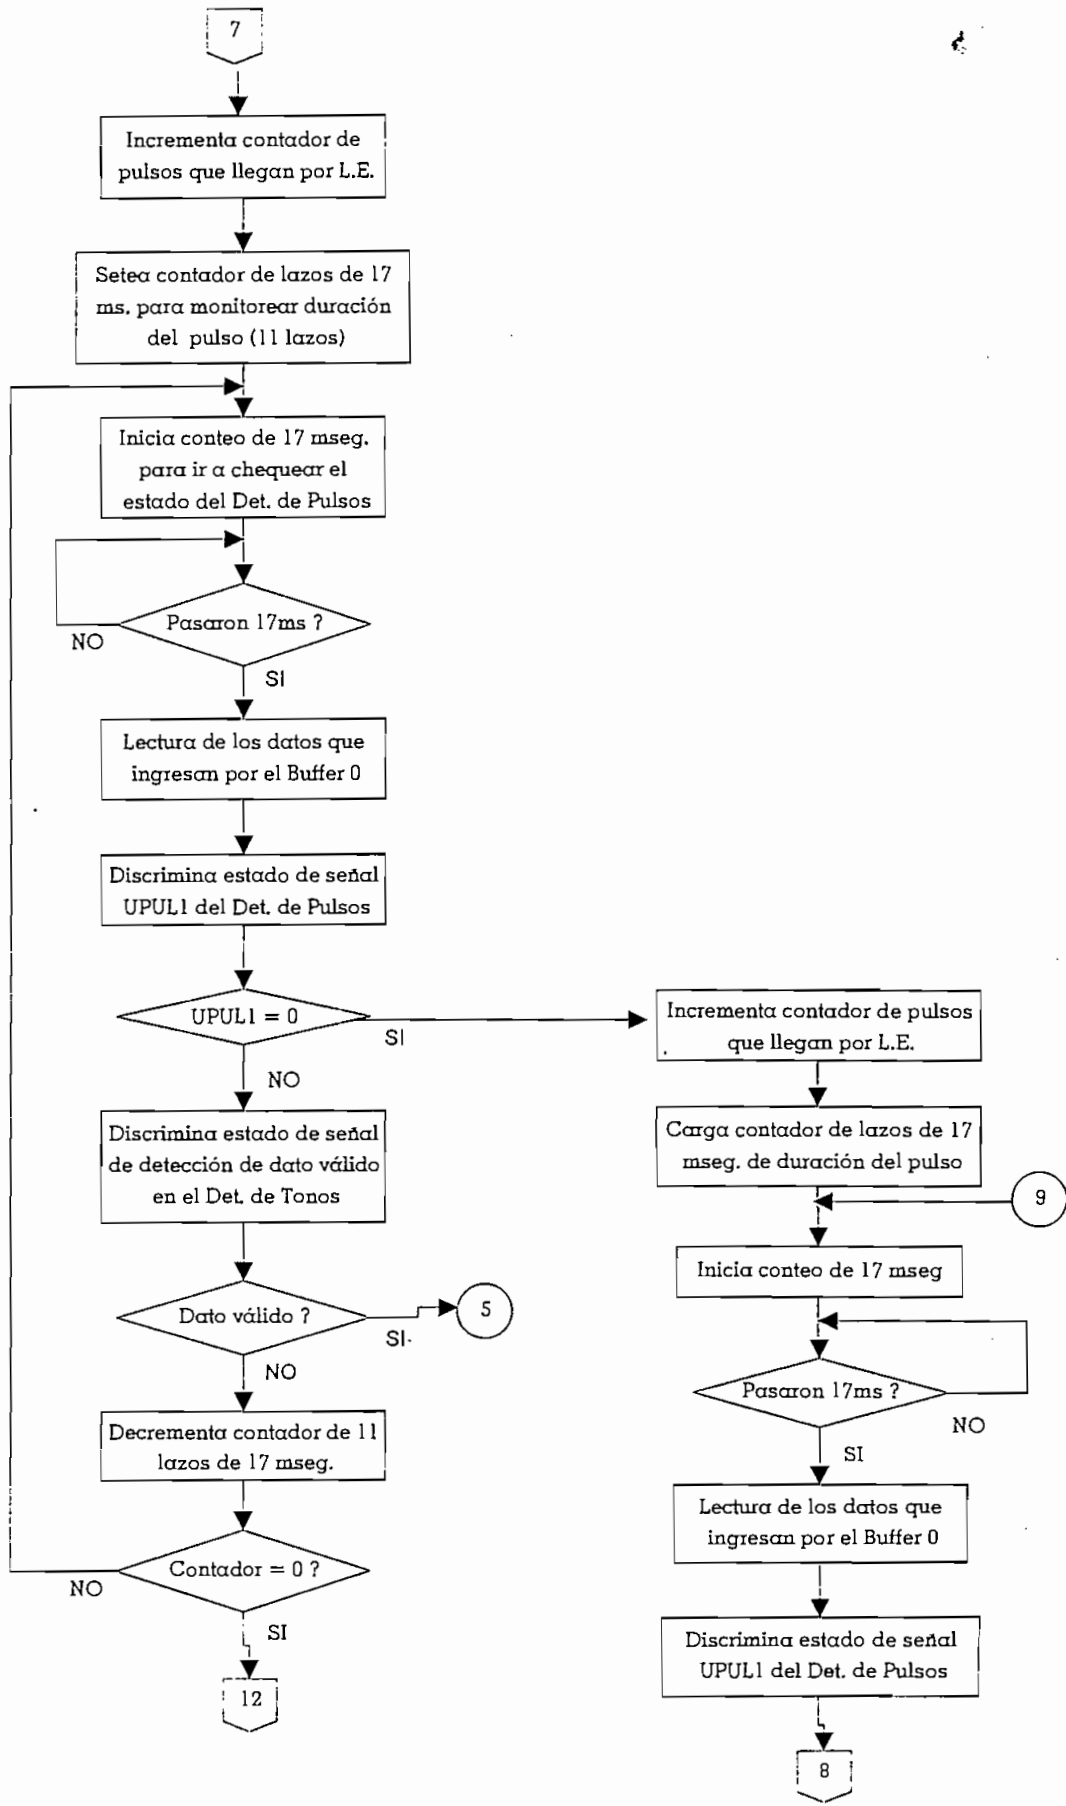 7
Incrementa contador de
pulsos que llegan por L.E.
Setea contador de lazos de 17
ms. para monitorear duración
del pulso (11 lazos)
Inicia conteo de 17 mseg.
para ir a chequear el
estado del Det. de Pulsos
Pasaron 17ms ?
NO
SI
Lectura de los datos que
ingresan por el Buffer 0
Discrimina estado de señal
UPUL1 del Det. de Pulsos
UPUL1 = 0
SI
NO
Discrimina estado de señal
de detección de dato válido
en el Det. de Tonos
Dato válido ?
SI
5
NO
Decrementa contador de 11
lazos de 17 mseg.
Contador = 0 ?
NO
SI
12
Incrementa contador de pulsos
que llegan por L.E.
Carga contador de lazos de 17
mseg. de duración del pulso
9
Inicia conteo de 17 mseg
Pasaron 17ms ?
NO
SI
Lectura de los datos que
ingresan por el Buffer 0
Discrimina estado de señal
UPUL1 del Det. de Pulsos
8